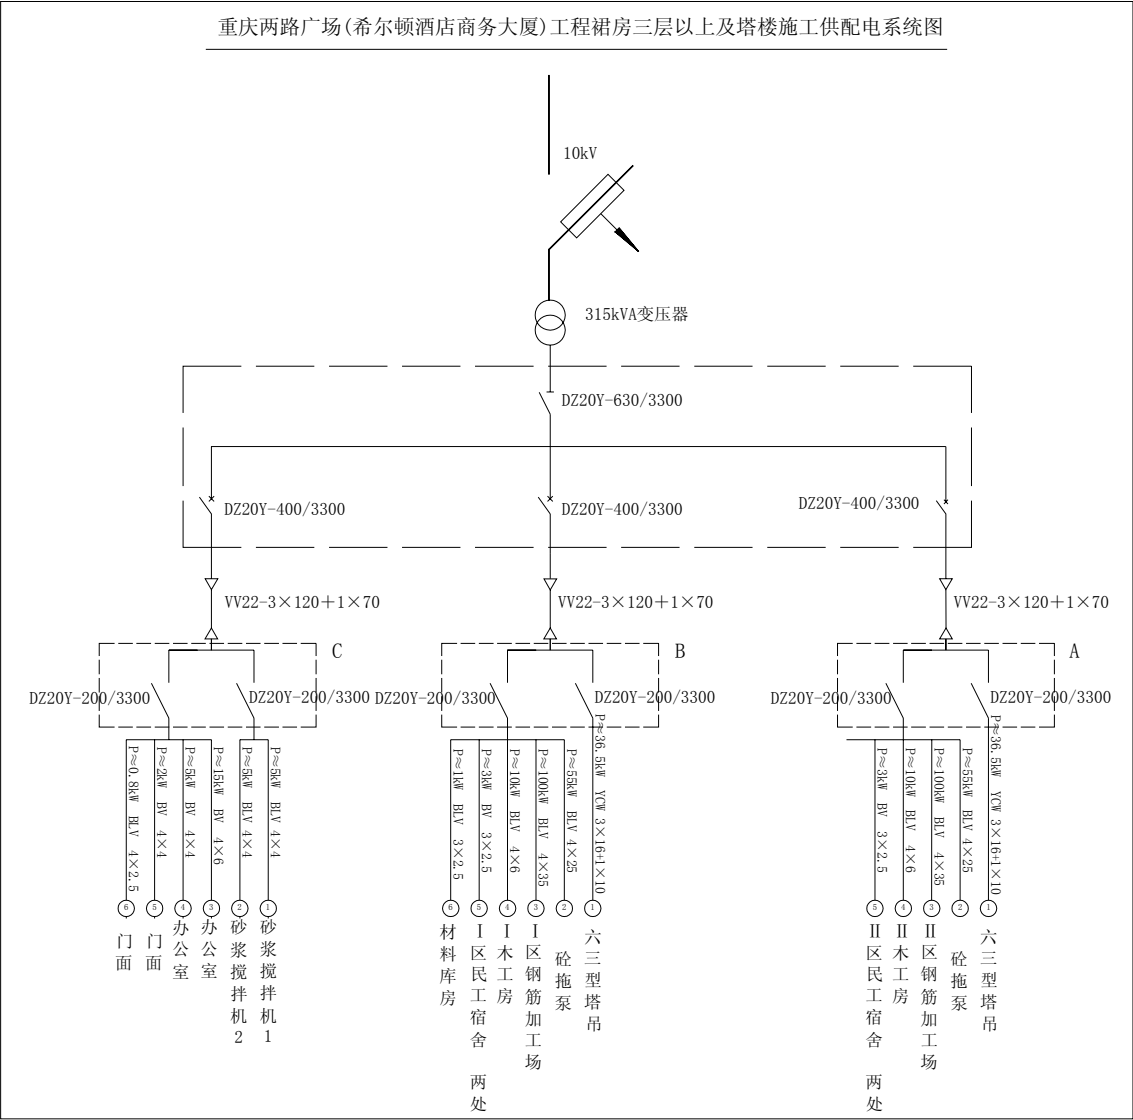 重庆两路广场(希尔顿酒店商务大厦)工程裙房三层以上及塔楼施工供配电系统图
10kV
315kVA变压器
DZ20Y-630/3300
DZ20Y-400/3300
DZ20Y-400/3300
DZ20Y-400/3300
VV22-3×120+1×70
VV22-3×120+1×70
VV22-3×120+1×70
C
B
A
DZ20Y-200/3300
DZ20Y-200/3300
DZ20Y-200/3300
DZ20Y-200/3300
DZ20Y-200/3300
DZ20Y-200/3300
P≈0.8kW BLV 4×2.5
P≈2kW BV 4×4
P≈5kW BV 4×4
P≈15kW BV 4×6
P≈5kW BLV 4×4
P≈5kW BLV 4×4
P≈1kW BLV 3×2.5
P≈3kW BV 3×2.5
P≈10kW BLV 4×6
P≈100kW BLV 4×35
P≈55kW BLV 4×25
P≈36.5kW YCW 3×16+1×10
P≈3kW BV 3×2.5
P≈10kW BLV 4×6
P≈100kW BLV 4×35
P≈55kW BLV 4×25
P≈36.5kW YCW 3×16+1×10
6
5
4
3
2
1
6
5
4
3
2
1
5
4
3
2
1
门面
门面
办公室
办公室
砂浆搅拌机2
砂浆搅拌机1
材料库房
Ⅰ区民工宿舍 两处
Ⅰ木工房
Ⅰ区钢筋加工场
砼拖泵
六三型塔吊
Ⅱ区民工宿舍 两处
Ⅱ木工房
Ⅱ区钢筋加工场
砼拖泵
六三型塔吊